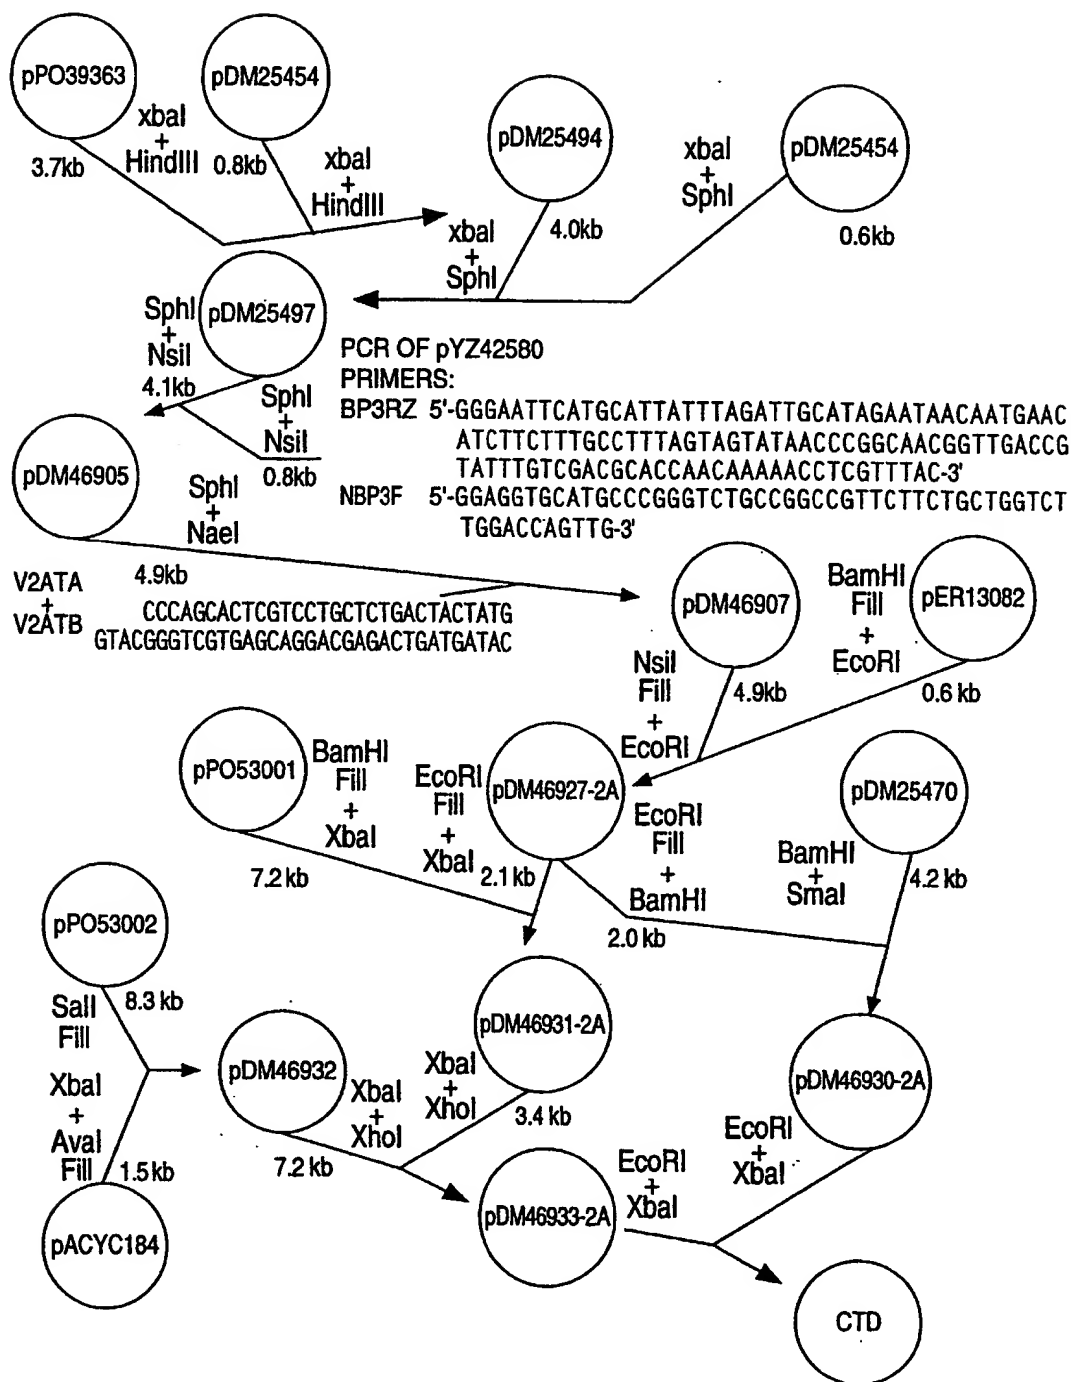 pPO39363
pDM25454
xbaI
+
HindIII
3.7kb
0.8kb
xbaI
+
HindIII
pDM25494
pDM25454
xbaI
+
SphI
4.0kb
0.6kb
xbaI
+
SphI
pDM25497
SphI
+
NsiI
4.1kb
SphI
+
NsiI
0.8kb
PCR OF pYZ42580
PRIMERS:
BP3RZ 5'-GGGAATTCATGCATTATTTAGATTGCATAGAATAACAATGAAC
ATCTTCTTTGCCTTTAGTAGTATAACCCGGCAACGGTTGACCG
TATTTGTCGACGCACCAACAAAAACCTCGTTTAC-3'
NBP3F 5'-GGAGGTGCATGCCCGGGTCTGCCGGCCGTTCTTCTGCTGGTCT
TGGACCAGTTG-3'
pDM46905
SphI
+
NaeI
4.9kb
V2ATA
+
V2ATB
CCCAGCACTCGTCCTGCTCTGACTACTATG
GTACGGGTCGTGAGCAGGACGAGACTGATGATAC
pDM46907
BamHI
Fill
+
EcoRI
pER13082
NsiI
Fill
+
EcoRI
4.9kb
0.6 kb
pPO53001
BamHI
Fill
+
XbaI
EcoRI
Fill
+
XbaI
pDM46927-2A
EcoRI
Fill
+
BamHI
pDM25470
BamHI
+
SmaI
7.2 kb
2.1 kb
2.0 kb
4.2 kb
pPO53002
8.3 kb
SalI
Fill
XbaI
+
AvaI
Fill
1.5kb
pACYC184
pDM46932
XbaI
+
XhoI
7.2 kb
pDM46931-2A
XbaI
+
XhoI
3.4 kb
pDM46930-2A
EcoRI
+
XbaI
pDM46933-2A
EcoRI
+
XbaI
CTD